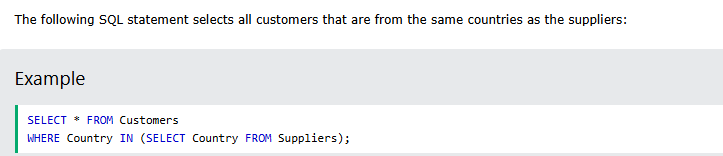 The following SQL statement selects all customers that are from the same countries as the suppliers:
Example
SELECT * FROM Customers
WHERE Country IN (SELECT Country FROM Suppliers);